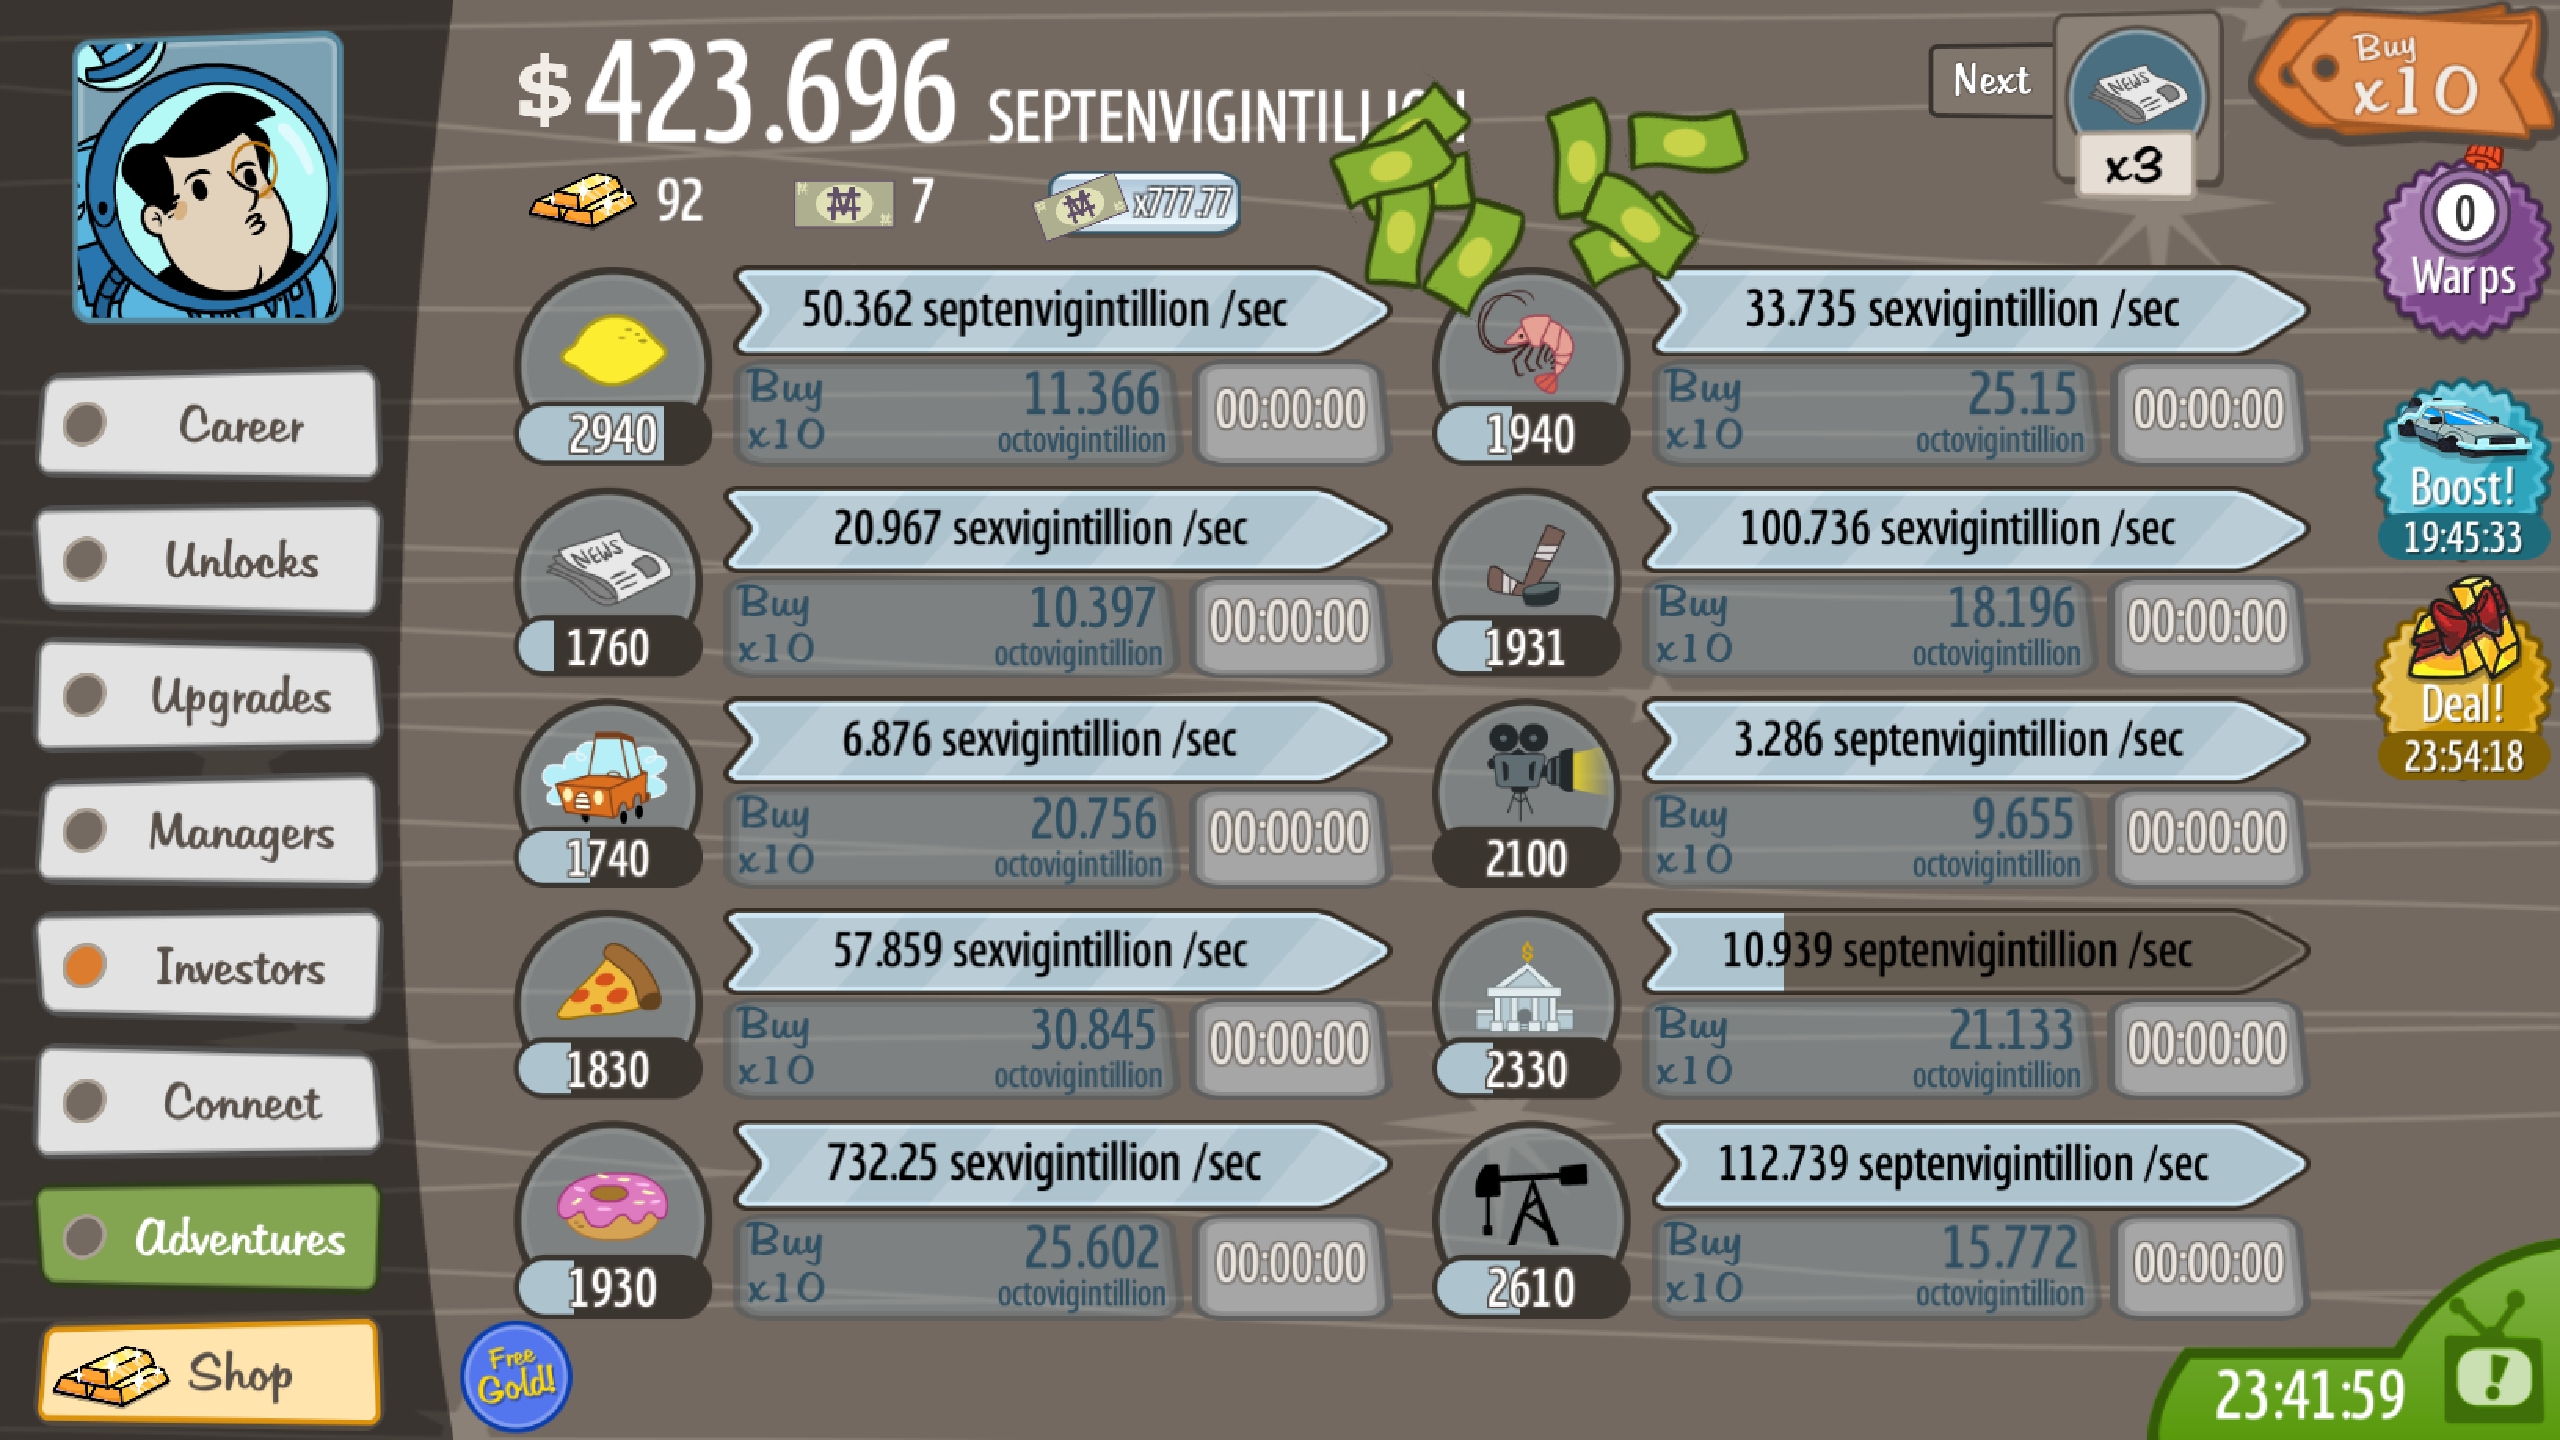 $423.696 SEPTENVIGINTILLION!
92
7
x777.77
Next
NEWS
x3
Buy
x10
0
Warps
Boost!
19:45:33
Deal!
23:54:18
Career
Unlocks
Upgrades
Managers
Investors
Connect
Adventures
Shop
50.362 septenvigintillion /sec
2940
Buy x10
11.366 octovigintillion
00:00:00
33.735 sexvigintillion /sec
1940
Buy x10
25.15 octovigintillion
00:00:00
20.967 sexvigintillion /sec
NEWS
1760
Buy x10
10.397 octovigintillion
00:00:00
100.736 sexvigintillion /sec
1931
Buy x10
18.196 octovigintillion
00:00:00
6.876 sexvigintillion /sec
1740
Buy x10
20.756 octovigintillion
00:00:00
3.286 septenvigintillion /sec
2100
Buy x10
9.655 octovigintillion
00:00:00
57.859 sexvigintillion /sec
1830
Buy x10
30.845 octovigintillion
00:00:00
10.939 septenvigintillion /sec
$
2330
Buy x10
21.133 octovigintillion
00:00:00
732.25 sexvigintillion /sec
1930
Buy x10
25.602 octovigintillion
00:00:00
112.739 septenvigintillion /sec
2610
Buy x10
15.772 octovigintillion
00:00:00
Free
Gold!
23:41:59
!